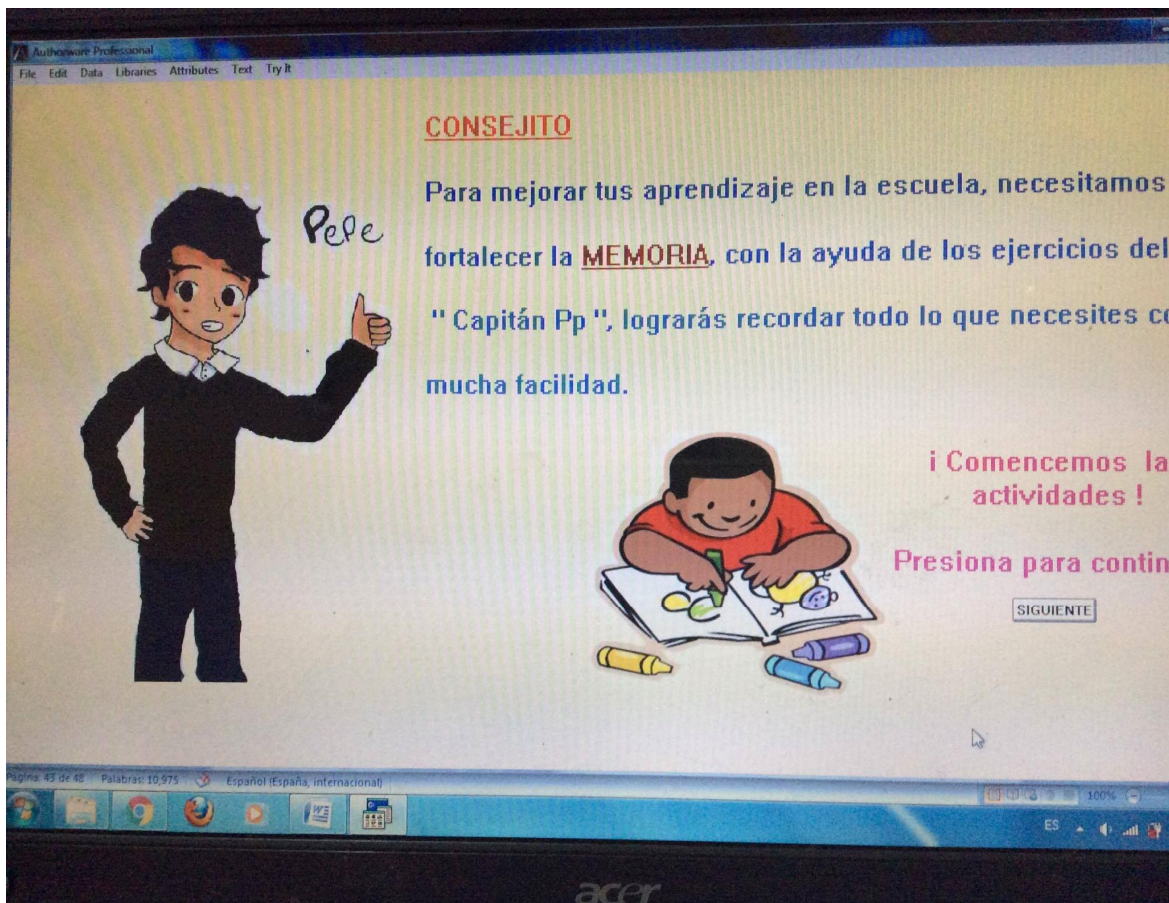 Authorware Professional
File Edit Data Libraries Attributes Text Try It
CONSEJITO
Para mejorar tus aprendizaje en la escuela, necesitamos
fortalecer la MEMORIA, con la ayuda de los ejercicios del
" Capitán Pp ", lograrás recordar todo lo que necesites
mucha facilidad.
Pepe
¡ Comencemos
actividades !
Presiona para
SIGUIENTE
Página: 43 de 48 Palabras: 10,975 Español (España, internacional)
100%
ES
acer